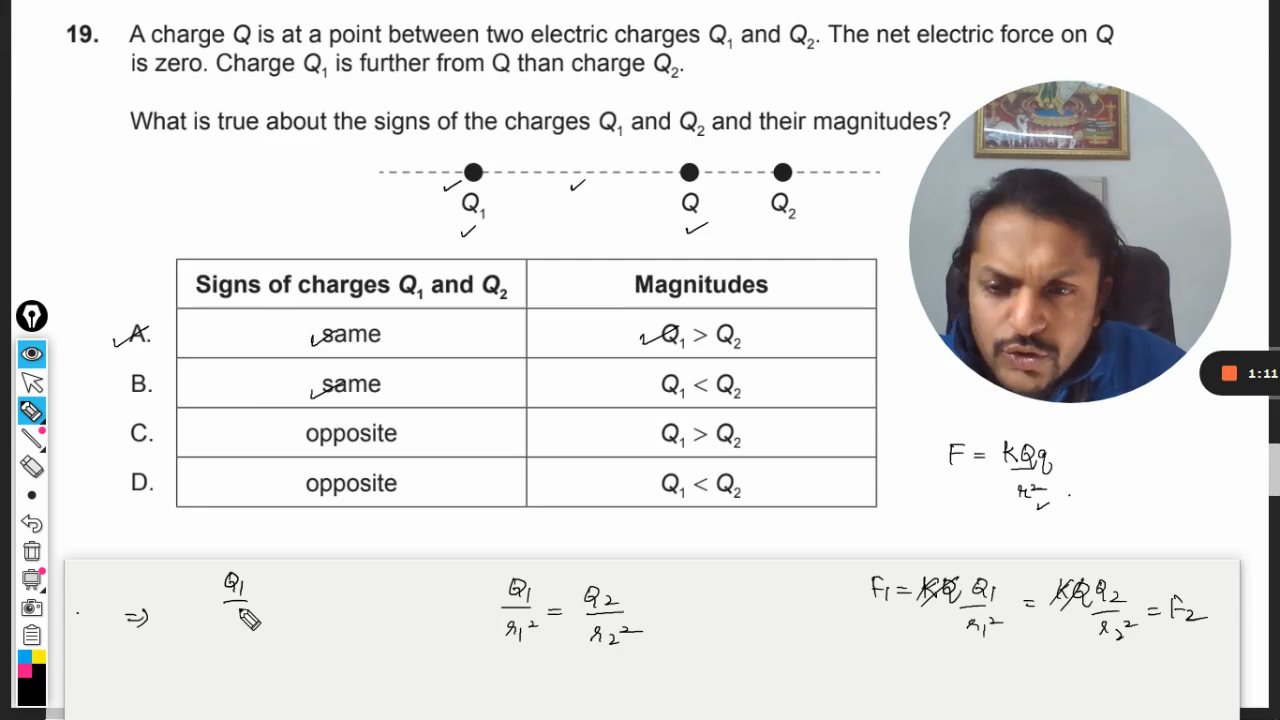 19. A charge Q is at a point between two electric charges Q₁ and Q₂. The net electric force on Q
is zero. Charge Q₁ is further from Q than charge Q₂.
What is true about the signs of the charges Q₁ and Q₂ and their magnitudes?
Q₁ Q Q₂
Signs of charges Q₁ and Q₂ Magnitudes
A. same Q₁ > Q₂
B. same Q₁ < Q₂
C. opposite Q₁ > Q₂
D. opposite Q₁ < Q₂
1:11
F = KQq/r²
⇒ Q₁
Q₁/r₁² = Q₂/r₂²
F₁ = KQQ₁/r₁² = KQQ₂/r₂² = F₂